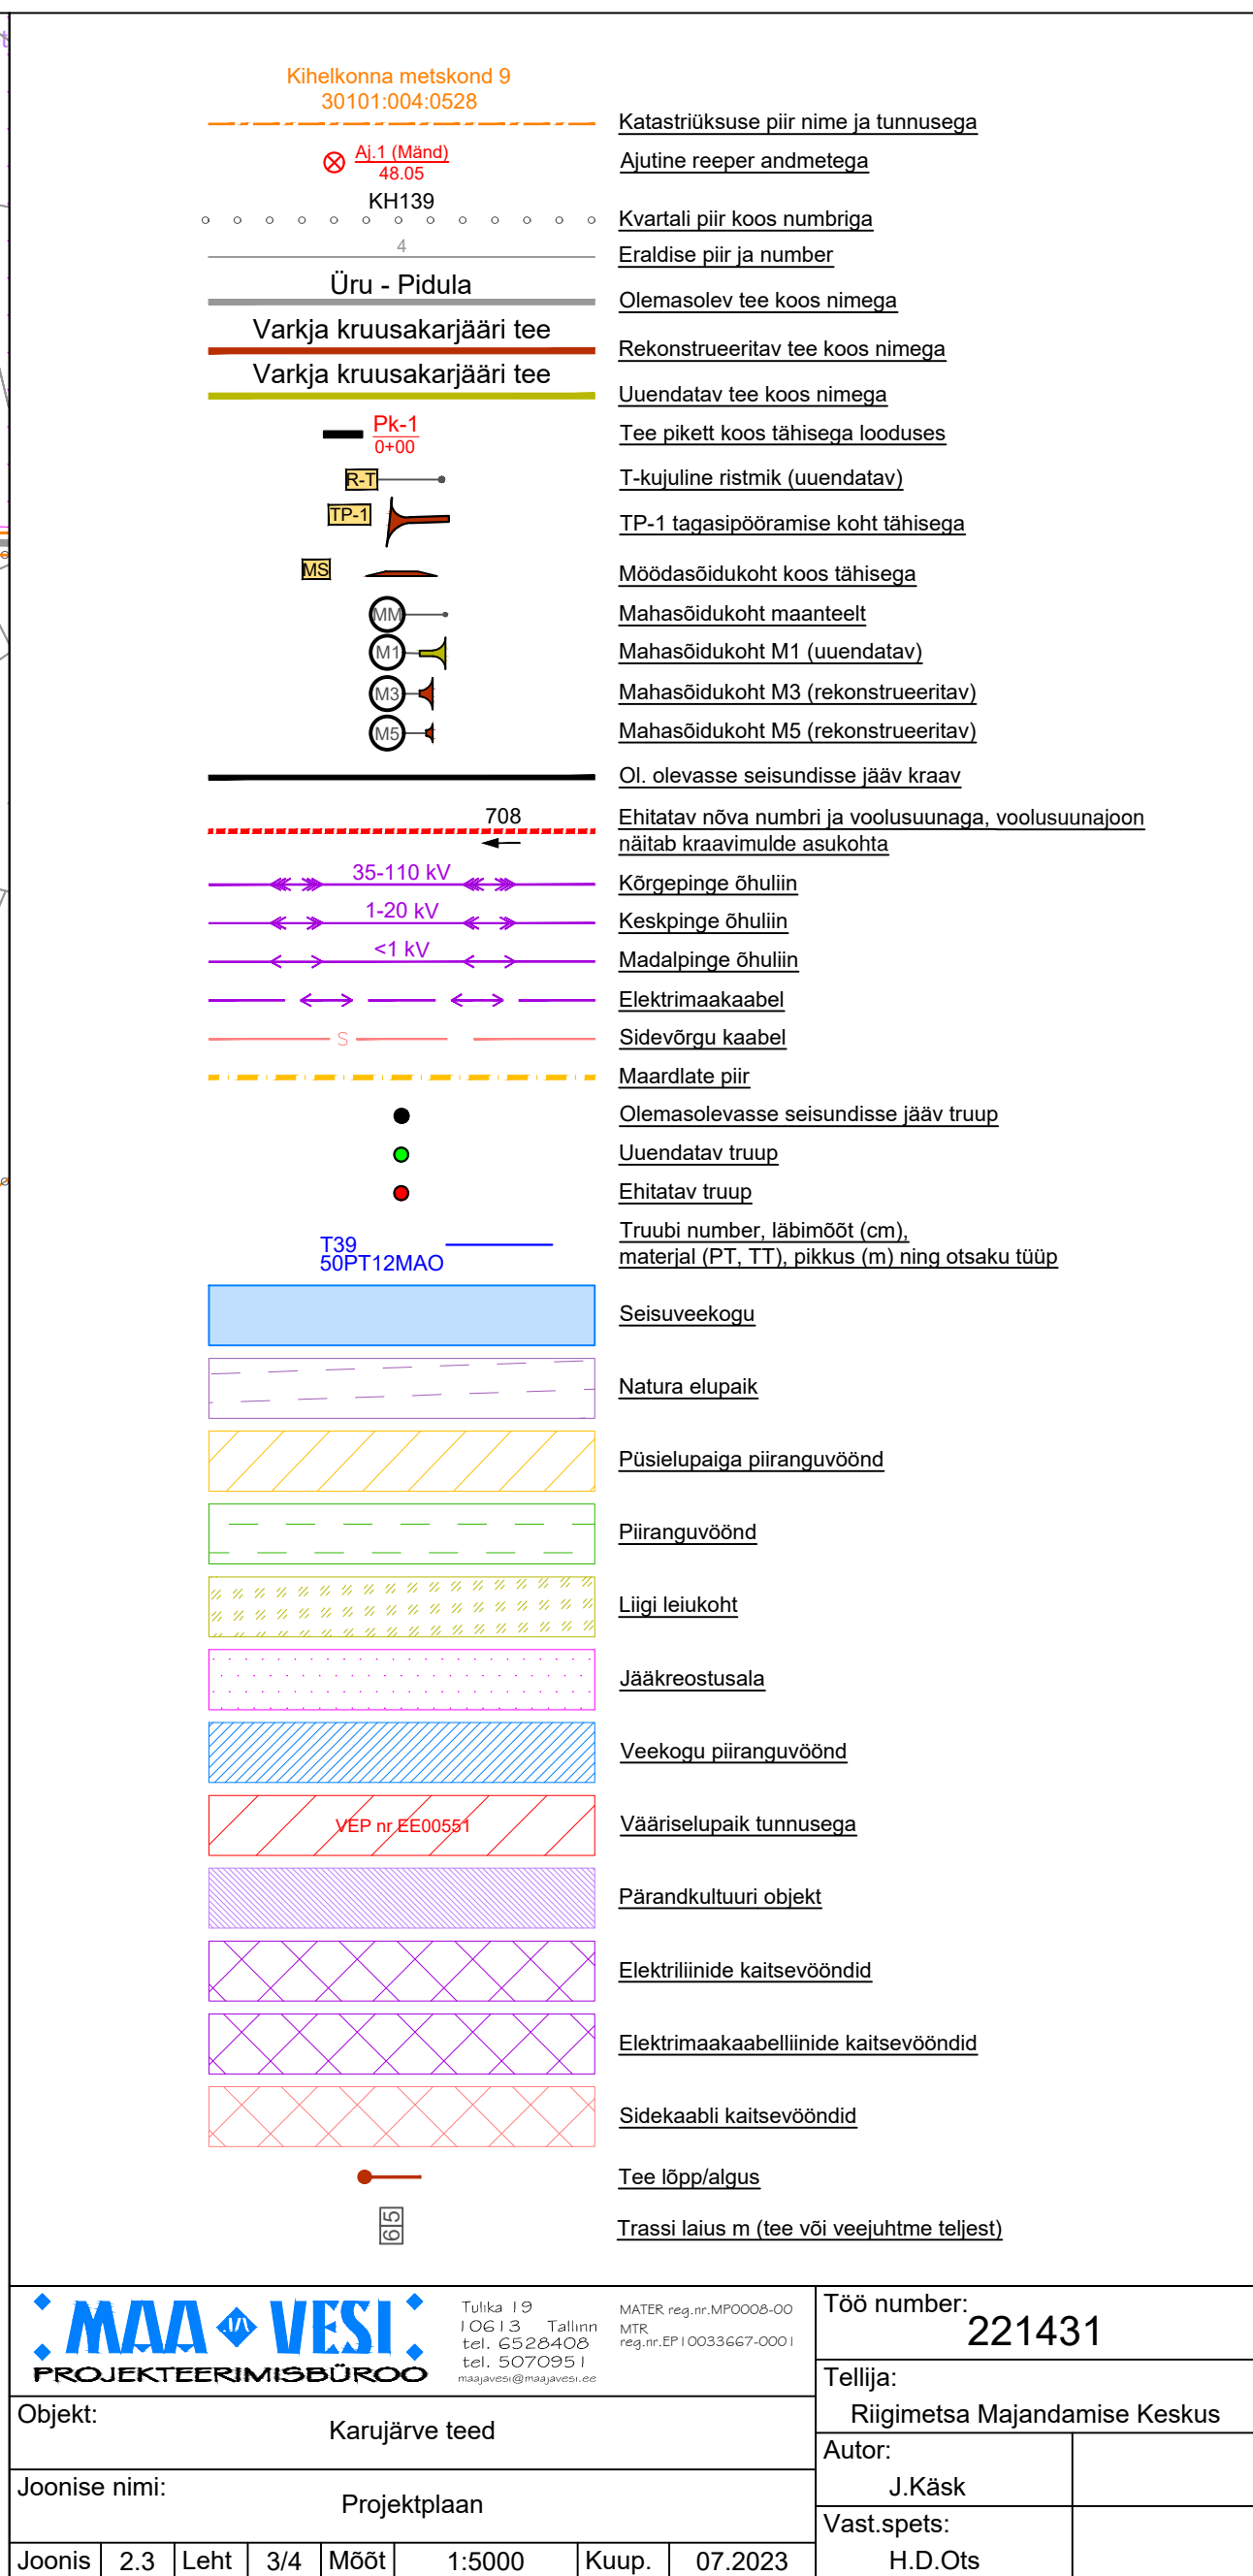 Kihelkonna metskond 9
30101:004:0528
Katastriüksuse piir nime ja tunnusega
Aj.1 (Mänd)
48.05
Ajutine reeper andmetega
KH139
Kvartali piir koos numbriga
4
Eraldise piir ja number
Üru - Pidula
Olemasolev tee koos nimega
Varkja kruusakarjääri tee
Rekonstrueeritav tee koos nimega
Varkja kruusakarjääri tee
Uuendatav tee koos nimega
Pk-1
0+00
Tee pikett koos tähisega looduses
R-T
T-kujuline ristmik (uuendatav)
TP-1
TP-1 tagasipööramise koht tähisega
MS
Möödasõidukoht koos tähisega
MM
Mahasõidukoht maanteelt
M1
Mahasõidukoht M1 (uuendatav)
M3
Mahasõidukoht M3 (rekonstrueeritav)
M5
Mahasõidukoht M5 (rekonstrueeritav)
Ol. olevasse seisundisse jääv kraav
708
Ehitatav nõva numbri ja voolusuunaga, voolusuunajoon
näitab kraavimulde asukohta
35-110 kV
Kõrgepinge õhuliin
1-20 kV
Keskpinge õhuliin
<1 kV
Madalpinge õhuliin
Elektrimaakaabel
S
Sidevõrgu kaabel
Maardlate piir
Olemasolevasse seisundisse jääv truup
Uuendatav truup
Ehitatav truup
T39
50PT12MAO
Truubi number, läbimõõt (cm),
materjal (PT, TT), pikkus (m) ning otsaku tüüp
Seisuveekogu
Natura elupaik
Püsielupaiga piiranguvöönd
Piiranguvöönd
Liigi leiukoht
Jääkreostusala
Veekogu piiranguvöönd
VEP nr EE00551
Vääriselupaik tunnusega
Pärandkultuuri objekt
Elektriliinide kaitsevööndid
Elektrimaakaabelliinide kaitsevööndid
Sidekaabli kaitsevööndid
Tee lõpp/algus
6 5
Trassi laius m (tee või veejuhtme teljest)
MAA VESI
PROJEKTEERIMISBÜROO
Tulika 19
10613 Tallinn
tel. 6528408
tel. 5070951
maajavesi@maajavesi.ee
MATER reg.nr.MP0008-00
MTR
reg.nr.EP10033667-0001
Töö number:
221431
Tellija:
Riigimetsa Majandamise Keskus
Objekt:
Karujärve teed
Autor:
J.Käsk
Joonise nimi:
Projektplaan
Vast.spets:
H.D.Ots
Joonis 2.3 Leht 3/4 Mõõt 1:5000 Kuup. 07.2023